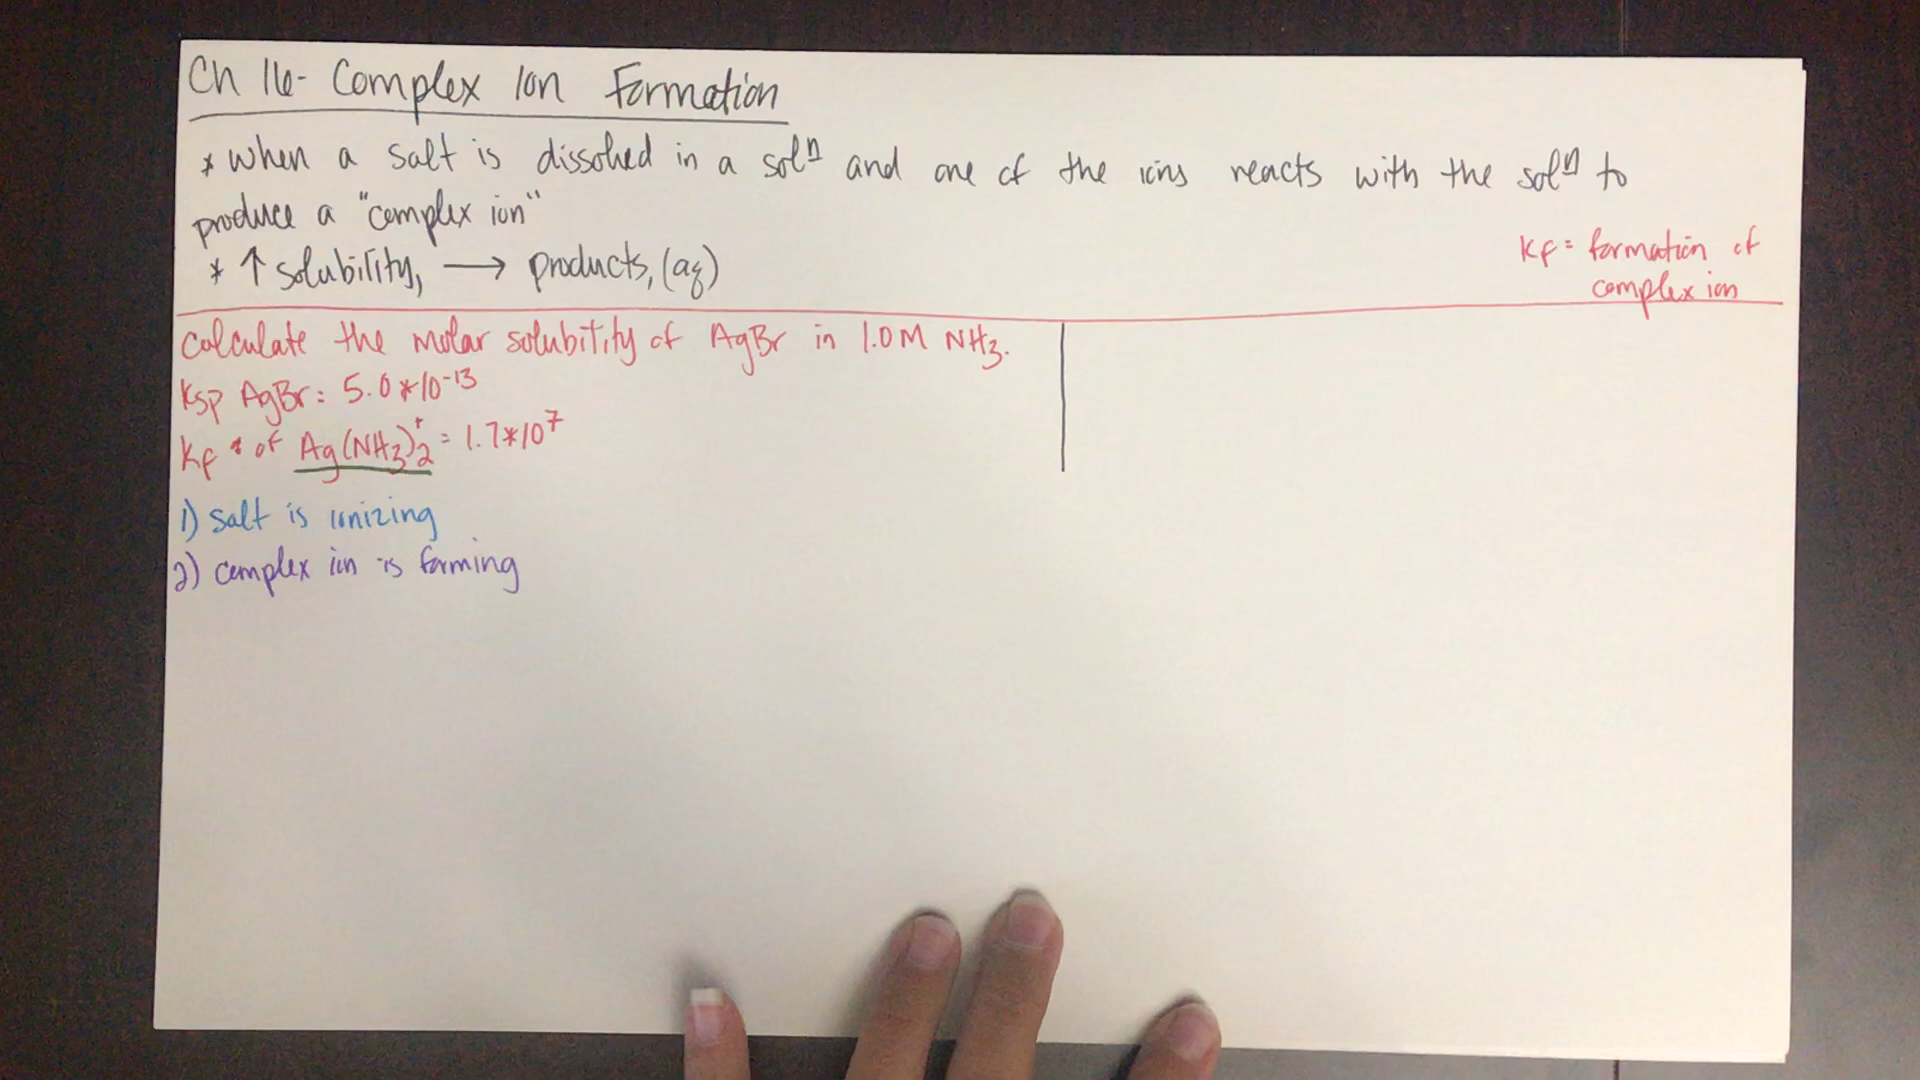 Ch 16- Complex Ion Formation
* when a salt is dissolved in a solⁿ and one of the ions reacts with the solⁿ to
produce a "complex ion"
* ↑ solubility, → products, (aq)
Kf = formation of
complex ion
Calculate the molar solubility of AgBr in 1.0M NH₃.
Ksp AgBr: 5.0*10⁻¹³
Kf * of Ag(NH₃)₂⁺ = 1.7*10⁷
1) Salt is ionizing
2) complex ion is forming